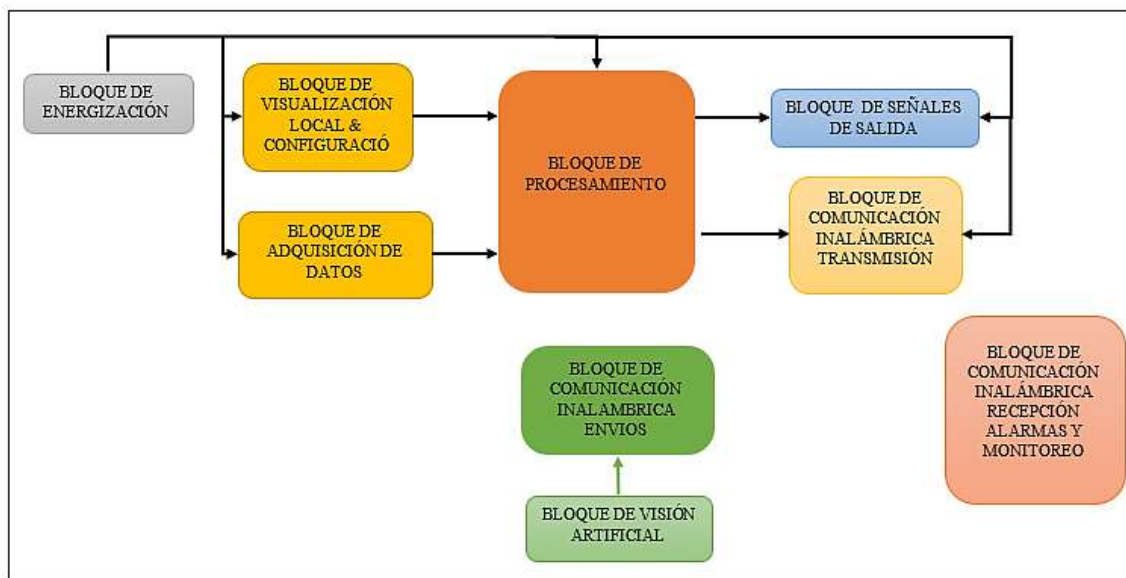 BLOQUE DE
ENERGIZACIÓN
BLOQUE DE
VISUALIZACIÓN
LOCAL &
CONFIGURACIÓ
BLOQUE DE
ADQUISICIÓN DE
DATOS
BLOQUE DE
PROCESAMIENTO
BLOQUE DE SEÑALES
DE SALIDA
BLOQUE DE
COMUNICACIÓN
INALÁMBRICA
TRANSMISIÓN
BLOQUE DE
COMUNICACIÓN
INALAMBRICA
ENVIOS
BLOQUE DE VISIÓN
ARTIFICIAL
BLOQUE DE
COMUNICACIÓN
INALÁMBRICA
RECEPCIÓN
ALARMAS Y
MONITOREO